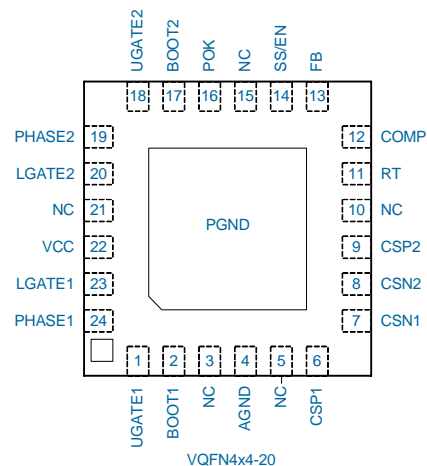 UGATE2
BOOT2
POK
NC
SS/EN
FB
18
17
16
15
14
13
PHASE2 19
LGATE2 20
NC 21
VCC 22
LGATE1 23
PHASE1 24
PGND
12 COMP
11 RT
10 NC
9 CSP2
8 CSN2
7 CSN1
1
2
3
4
5
6
UGATE1
BOOT1
NC
AGND
NC
CSP1
VQFN4x4-20